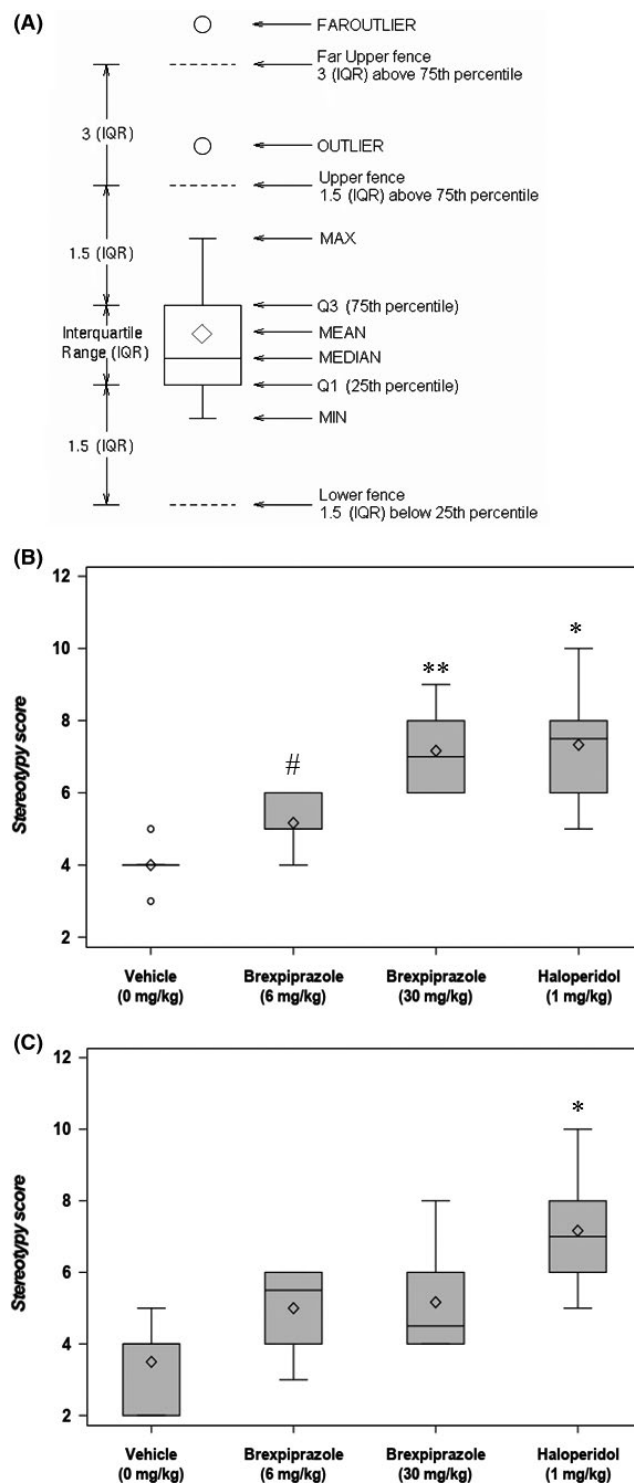 (A)
FAROUTLIER
Far Upper fence
3 (IQR) above 75th percentile
3 (IQR)
OUTLIER
Upper fence
1.5 (IQR) above 75th percentile
1.5 (IQR)
MAX
Q3 (75th percentile)
Interquartile
Range (IQR)
MEAN
MEDIAN
Q1 (25th percentile)
MIN
1.5 (IQR)
Lower fence
1.5 (IQR) below 25th percentile
(B)
Stereotypy score
12
10
8
6
4
2
#
**
*
Vehicle
(0 mg/kg)
Brexpiprazole
(6 mg/kg)
Brexpiprazole
(30 mg/kg)
Haloperidol
(1 mg/kg)
(C)
Stereotypy score
12
10
8
6
4
2
*
Vehicle
(0 mg/kg)
Brexpiprazole
(6 mg/kg)
Brexpiprazole
(30 mg/kg)
Haloperidol
(1 mg/kg)